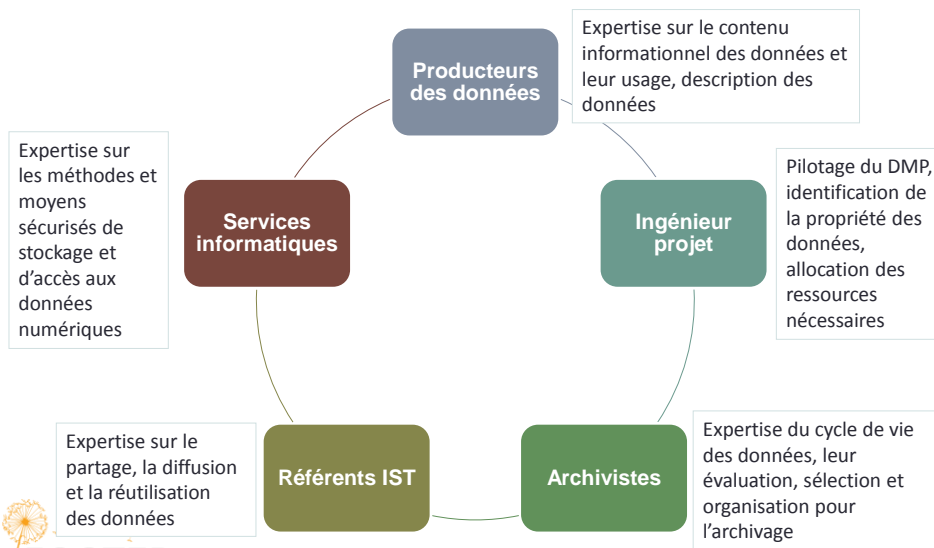 Producteurs
des données
Expertise sur le contenu
informationnel des données et
leur usage, description des
données
Ingénieur
projet
Pilotage du DMP,
identification de
la propriété des
données,
allocation des
ressources
nécessaires
Archivistes
Expertise du cycle de vie
des données, leur
évaluation, sélection et
organisation pour
l’archivage
Référents IST
Expertise sur le
partage, la diffusion
et la réutilisation
des données
Services
informatiques
Expertise sur
les méthodes et
moyens
sécurisés de
stockage et
d’accès aux
données
numériques